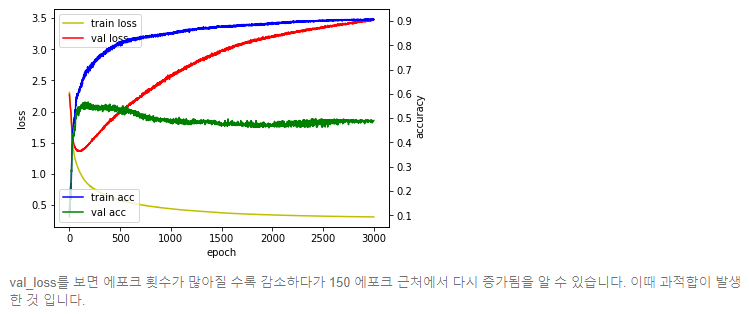 3.5
3.0
2.5
2.0
1.5
1.0
0.5
loss
train loss
val loss
train acc
val acc
0.9
0.8
0.7
0.6
0.5
0.4
0.3
0.2
0.1
accuracy
0 500 1000 1500 2000 2500 3000
epoch
val_loss를 보면 에포크 횟수가 많아질 수록 감소하다가 150 에포크 근처에서 다시 증가됨을 알 수 있습니다. 이때 과적합이 발생
한 것 입니다.